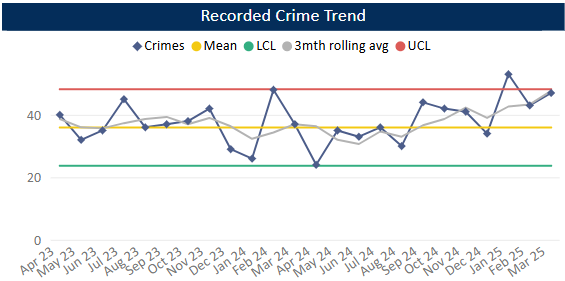 Recorded Crime Trend
Crimes Mean LCL 3mth rolling avg UCL
40
20
0
Apr 23 May 23 Jun 23 Jul 23 Aug 23 Sep 23 Oct 23 Nov 23 Dec 23 Jan 24 Feb 24 Mar 24 Apr 24 May 24 Jun 24 Jul 24 Aug 24 Sep 24 Oct 24 Nov 24 Dec 24 Jan 25 Feb 25 Mar 25